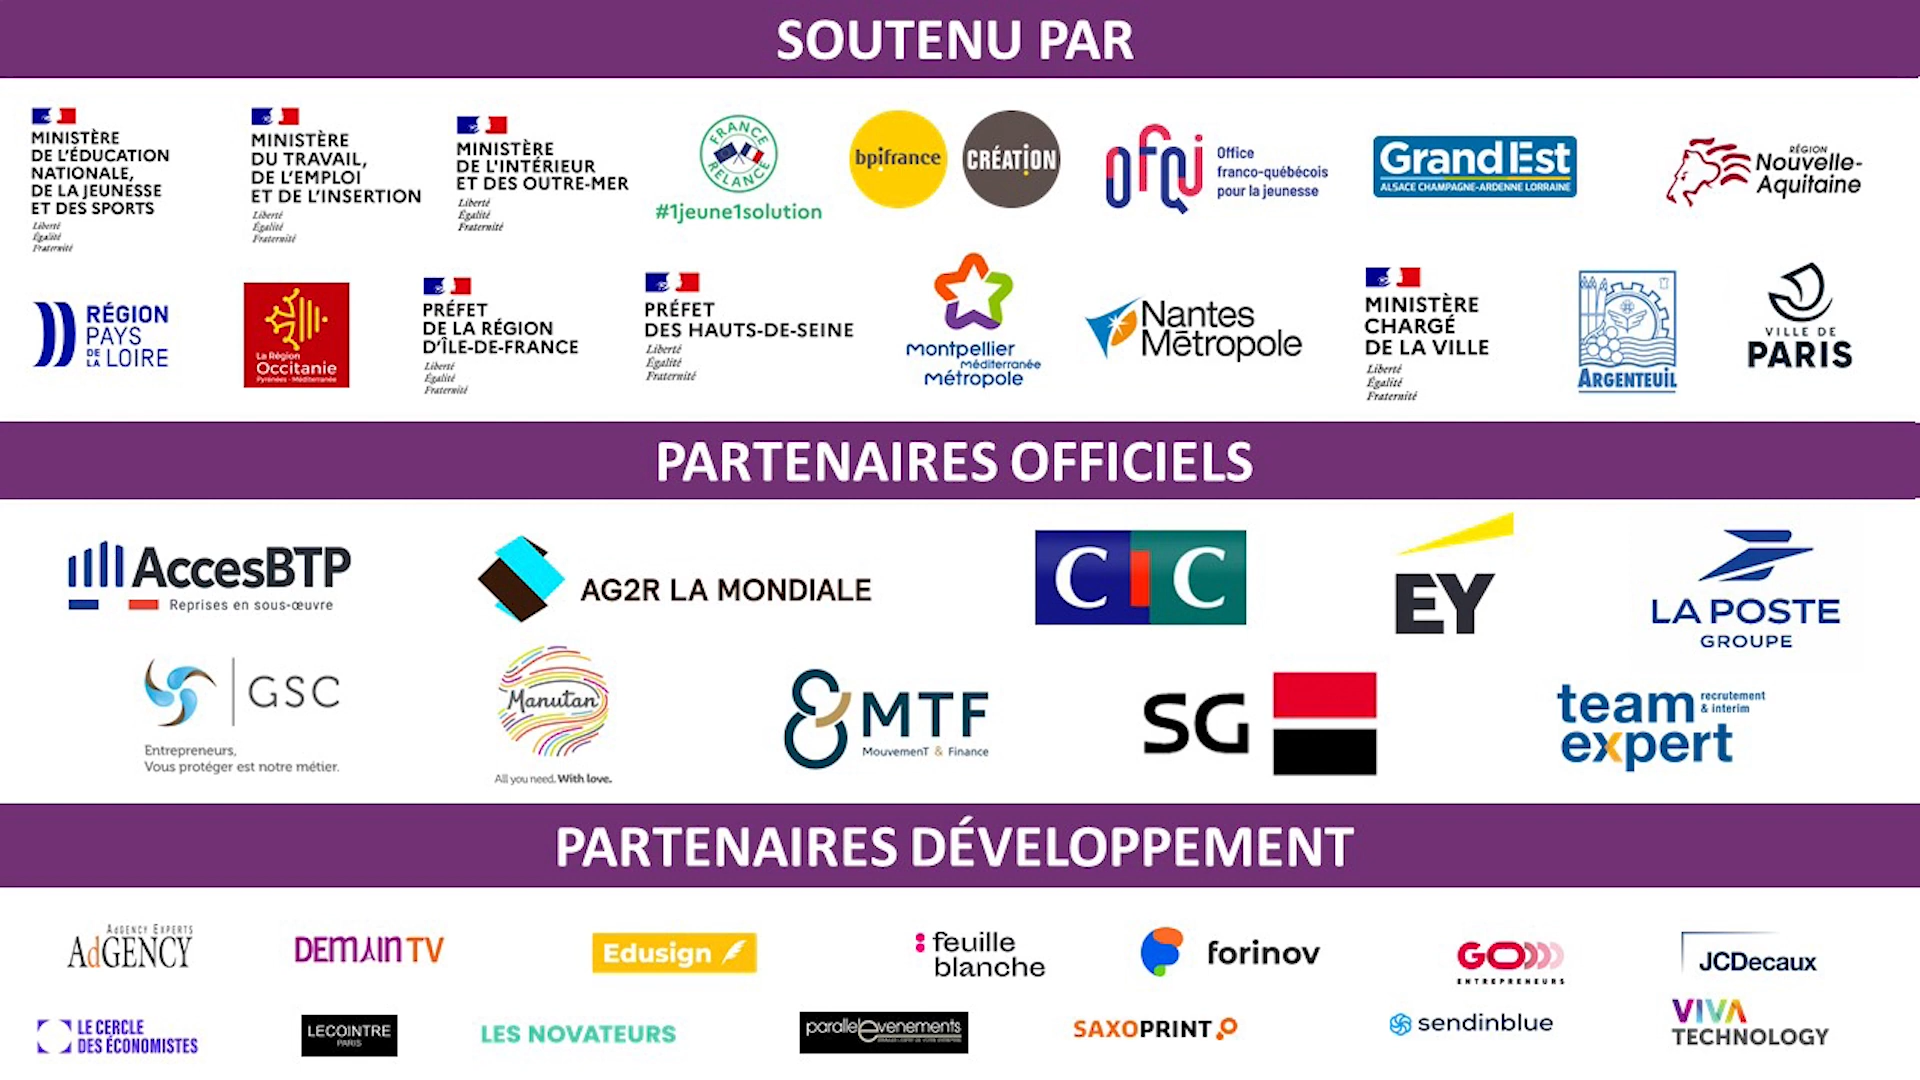 SOUTENU PAR
MINISTÈRE
DE L'ÉDUCATION
NATIONALE,
DE LA JEUNESSE
ET DES SPORTS
Liberté
Égalité
Fraternité
MINISTÈRE
DU TRAVAIL,
DE L'EMPLOI
ET DE L'INSERTION
Liberté
Égalité
Fraternité
MINISTÈRE
DE L'INTÉRIEUR
ET DES OUTRE-MER
Liberté
Égalité
Fraternité
FRANCE
RELANCE
#1jeune1solution
bpifrance
CRÉATION
ofqj
Office
franco-québécois
pour la jeunesse
Grand Est
ALSACE CHAMPAGNE-ARDENNE LORRAINE
RÉGION
Nouvelle-
Aquitaine
RÉGION
PAYS
DE LA LOIRE
La Région
Occitanie
Pyrénées - Méditerranée
PRÉFET
DE LA RÉGION
D'ÎLE-DE-FRANCE
Liberté
Égalité
Fraternité
PRÉFET
DES HAUTS-DE-SEINE
Liberté
Égalité
Fraternité
montpellier
Méditerranée
métropole
Nantes
Métropole
MINISTÈRE
CHARGÉ
DE LA VILLE
Liberté
Égalité
Fraternité
ARGENTEUIL
VILLE DE
PARIS
PARTENAIRES OFFICIELS
AccesBTP
Reprises en sous-œuvre
AG2R LA MONDIALE
CIC
EY
LA POSTE
GROUPE
GSC
Entrepreneurs,
Vous protéger est notre métier.
Manutan
All you need. With love.
MTF
MouvemenT & Finance
SG
team
recrutement
& interim
expert
PARTENAIRES DÉVELOPPEMENT
ADGENCY EXPERTS
AdGENCY
DEMAIN TV
Edusign
feuille
blanche
forinov
GO
ENTREPRENEURS
JCDecaux
LE CERCLE
DES ÉCONOMISTES
LECOINTRE
PARIS
LES NOVATEURS
parallel Evenements
SAXOPRINT
sendinblue
VIVA
TECHNOLOGY